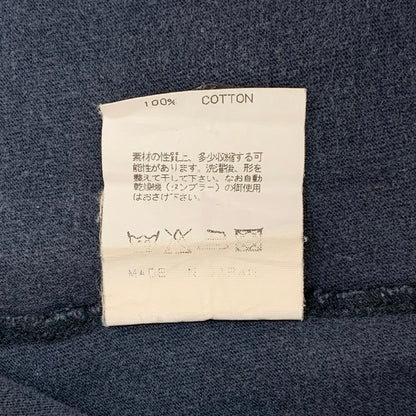 100% COTTON
素材の性質上、多少収縮する可
能性があります。洗濯後、形を
整えて干して下さい。なお自動
乾燥機(タンブラー)の御使用
はおさけ下さい。
MADE IN JAPAN